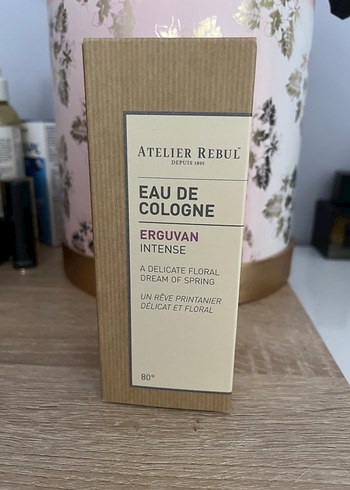 ATELIER REBUL
DEPUIS 1895
EAU DE
COLOGNE
ERGUVAN
INTENSE
A DELICATE FLORAL
DREAM OF SPRING
UN RÊVE PRINTANIER
DÉLICAT ET FLORAL
80°